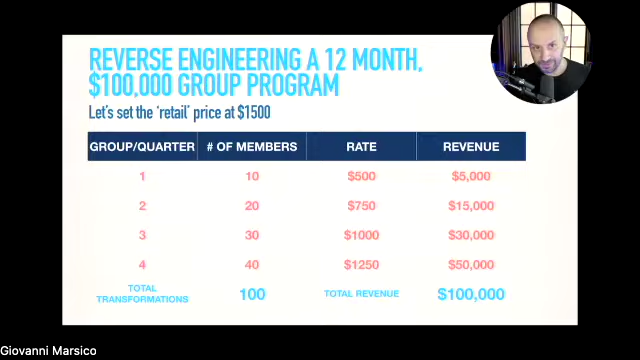 REVERSE ENGINEERING A 12 MONTH,
$100,000 GROUP PROGRAM
Let's set the 'retail' price at $1500
GROUP/QUARTER # OF MEMBERS RATE REVENUE
1 10 $500 $5,000
2 20 $750 $15,000
3 30 $1000 $30,000
4 40 $1250 $50,000
TOTAL
TRANSFORMATIONS 100 TOTAL REVENUE $100,000
Giovanni Marsico